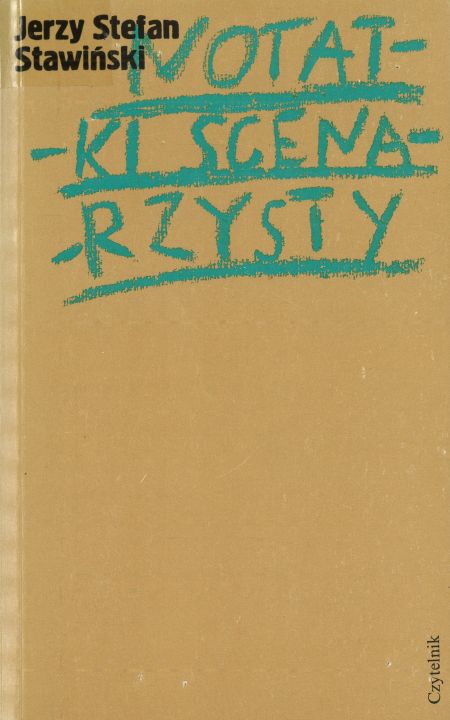 Jerzy Stefan
Stawiński
NOTAT-
-KI SCENA-
-RZYSTY
Czytelnik